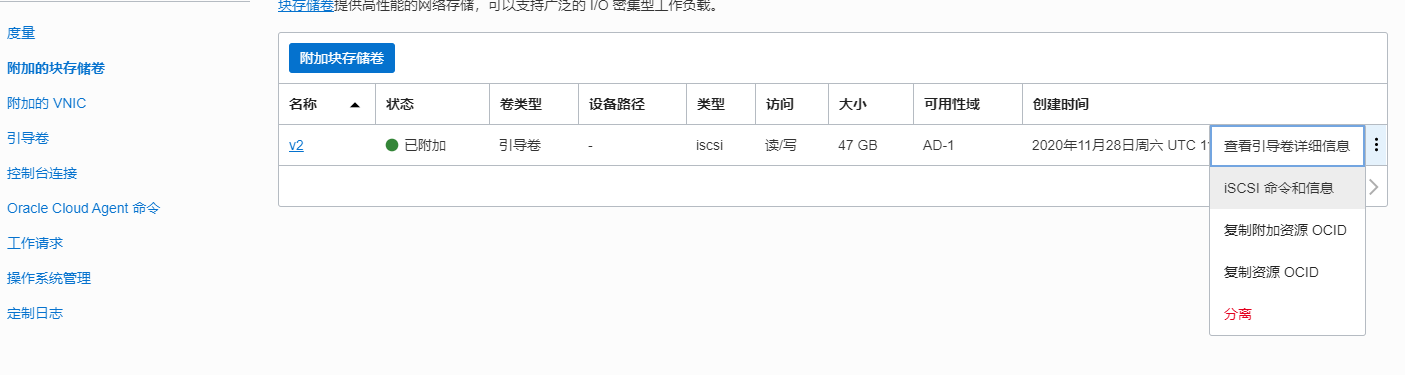 块存储卷提供高性能的网络存储，可以支持广泛的 I/O 密集型工作负载。
度量
附加的块存储卷
附加的 VNIC
引导卷
控制台连接
Oracle Cloud Agent 命令
工作请求
操作系统管理
定制日志
附加块存储卷
名称 状态 卷类型 设备路径 类型 访问 大小 可用性域 创建时间
v2 已附加 引导卷 - iscsi 读/写 47 GB AD-1 2020年11月28日周六 UTC
查看引导卷详细信息
iSCSI 命令和信息
复制附加资源 OCID
复制资源 OCID
分离